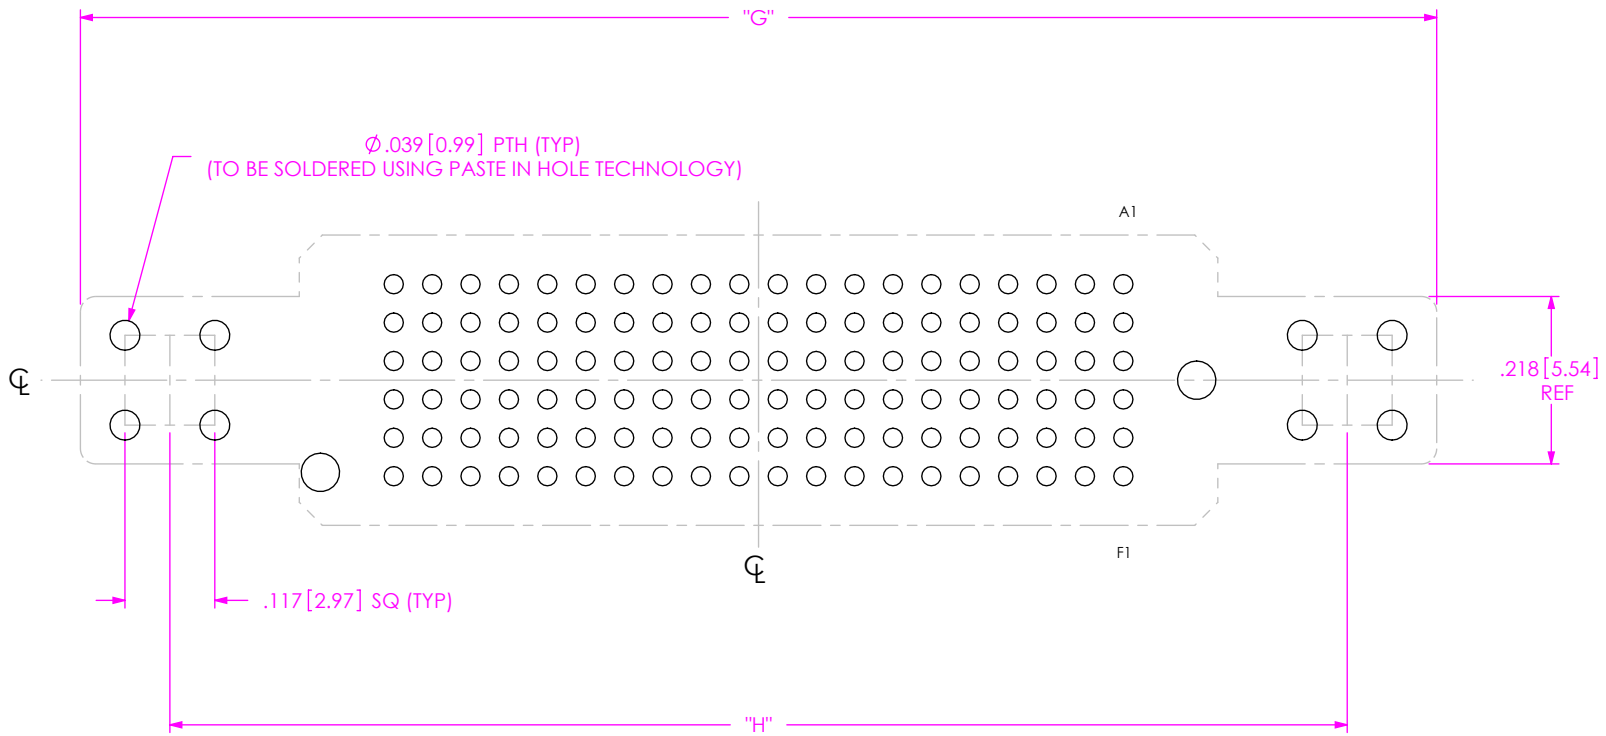 "G"
Ø.039[0.99] PTH (TYP)
(TO BE SOLDERED USING PASTE IN HOLE TECHNOLOGY)
A1
℄
.218[5.54]
REF
F1
℄
.117[2.97] SQ (TYP)
"H"